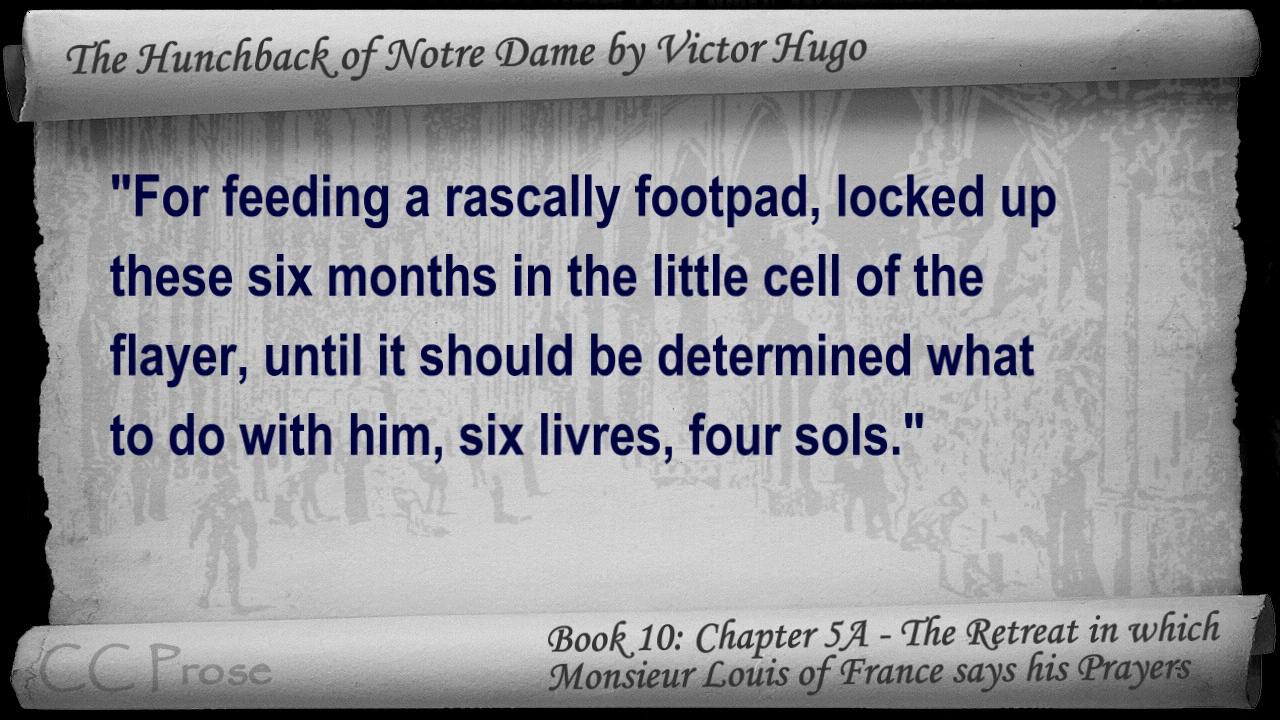 The Hunchback of Notre Dame by Victor Hugo
"For feeding a rascally footpad, locked up
these six months in the little cell of the
flayer, until it should be determined what
to do with him, six livres, four sols."
Book 10: Chapter 5A - The Retreat in which
Monsieur Louis of France says his Prayers
CC Prose